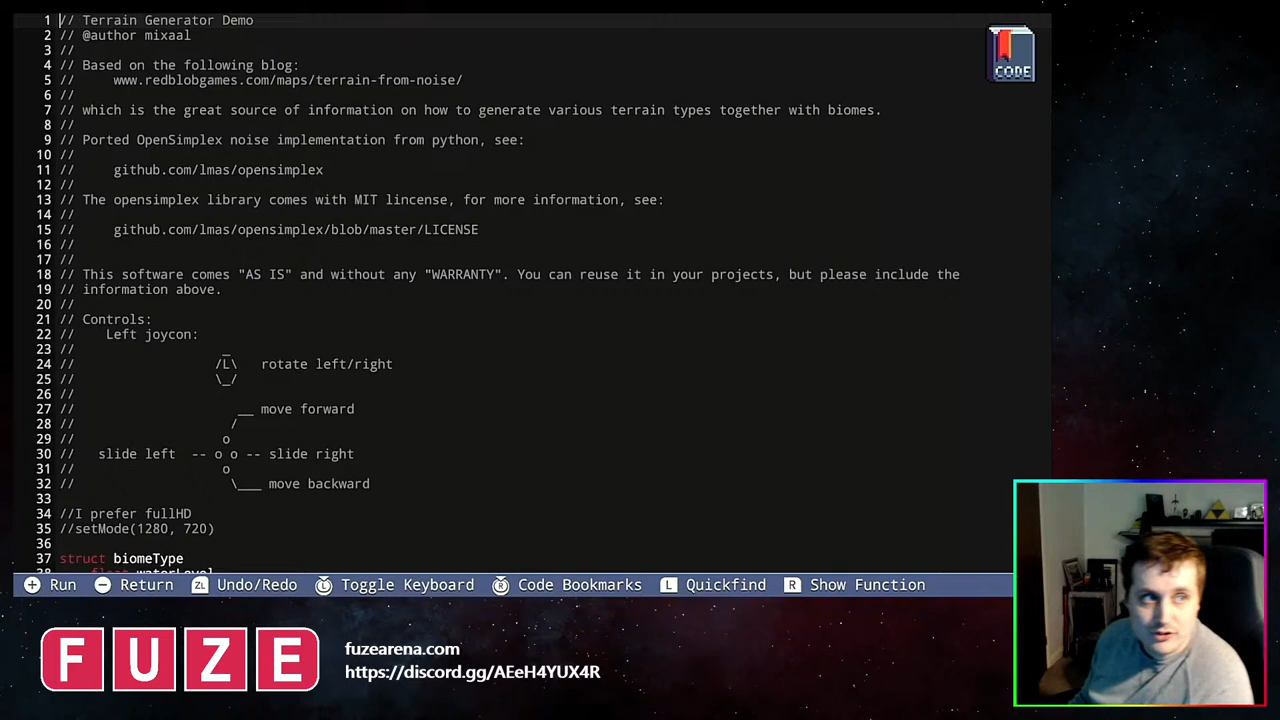 1 // Terrain Generator Demo
2 // @author mixaal
3 //
4 // Based on the following blog:
5 //     www.redblobgames.com/maps/terrain-from-noise/
6 //
7 // which is the great source of information on how to generate various terrain types together with biomes.
8 //
9 // Ported OpenSimplex noise implementation from python, see:
10 //
11 //     github.com/lmas/opensimplex
12 //
13 // The opensimplex library comes with MIT lincense, for more information, see:
14 //
15 //     github.com/lmas/opensimplex/blob/master/LICENSE
16 //
17 //
18 // This software comes "AS IS" and without any "WARRANTY". You can reuse it in your projects, but please include the
19 // information above.
20 //
21 // Controls:
22 //    Left joycon:
23 //                   _
24 //                  /L\   rotate left/right
25 //                  \_/
26 //
27 //                     __ move forward
28 //                    /
29 //                   o
30 //   slide left  -- o o -- slide right
31 //                   o
32 //                    \___ move backward
33
34 //I prefer fullHD
35 //setMode(1280, 720)
36
37 struct biomeType
38     float waterLevel
CODE
+ Run - Return ZL Undo/Redo L Toggle Keyboard R Code Bookmarks L Quickfind R Show Function
FUZE
fuzearena.com
https://discord.gg/AEeH4YUX4R